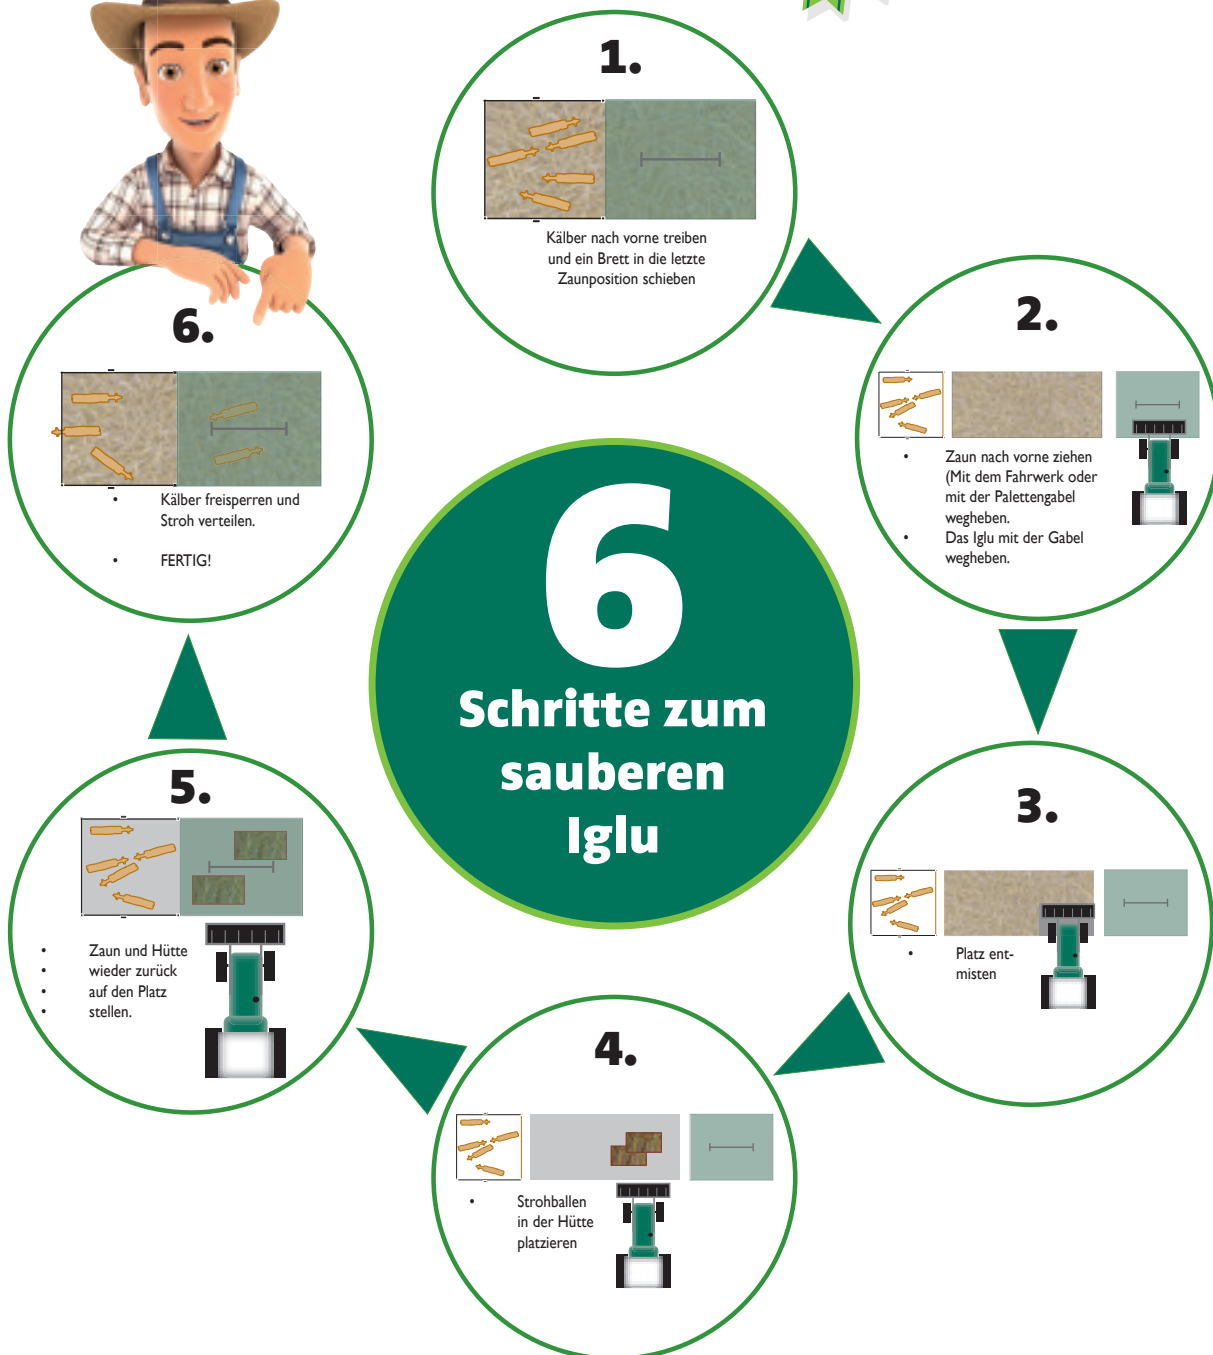 1.
Kälber nach vorne treiben
und ein Brett in die letzte
Zaunposition schieben
2.
• Zaun nach vorne ziehen
(Mit dem Fahrwerk oder
mit der Palettengabel
wegheben.
• Das Iglu mit der Gabel
wegheben.
3.
• Platz ent-
misten
4.
• Strohballen
in der Hütte
platzieren
5.
• Zaun und Hütte
• wieder zurück
• auf den Platz
• stellen.
6.
• Kälber freisperren und
Stroh verteilen.
• FERTIG!
6
Schritte zum
sauberen
Iglu